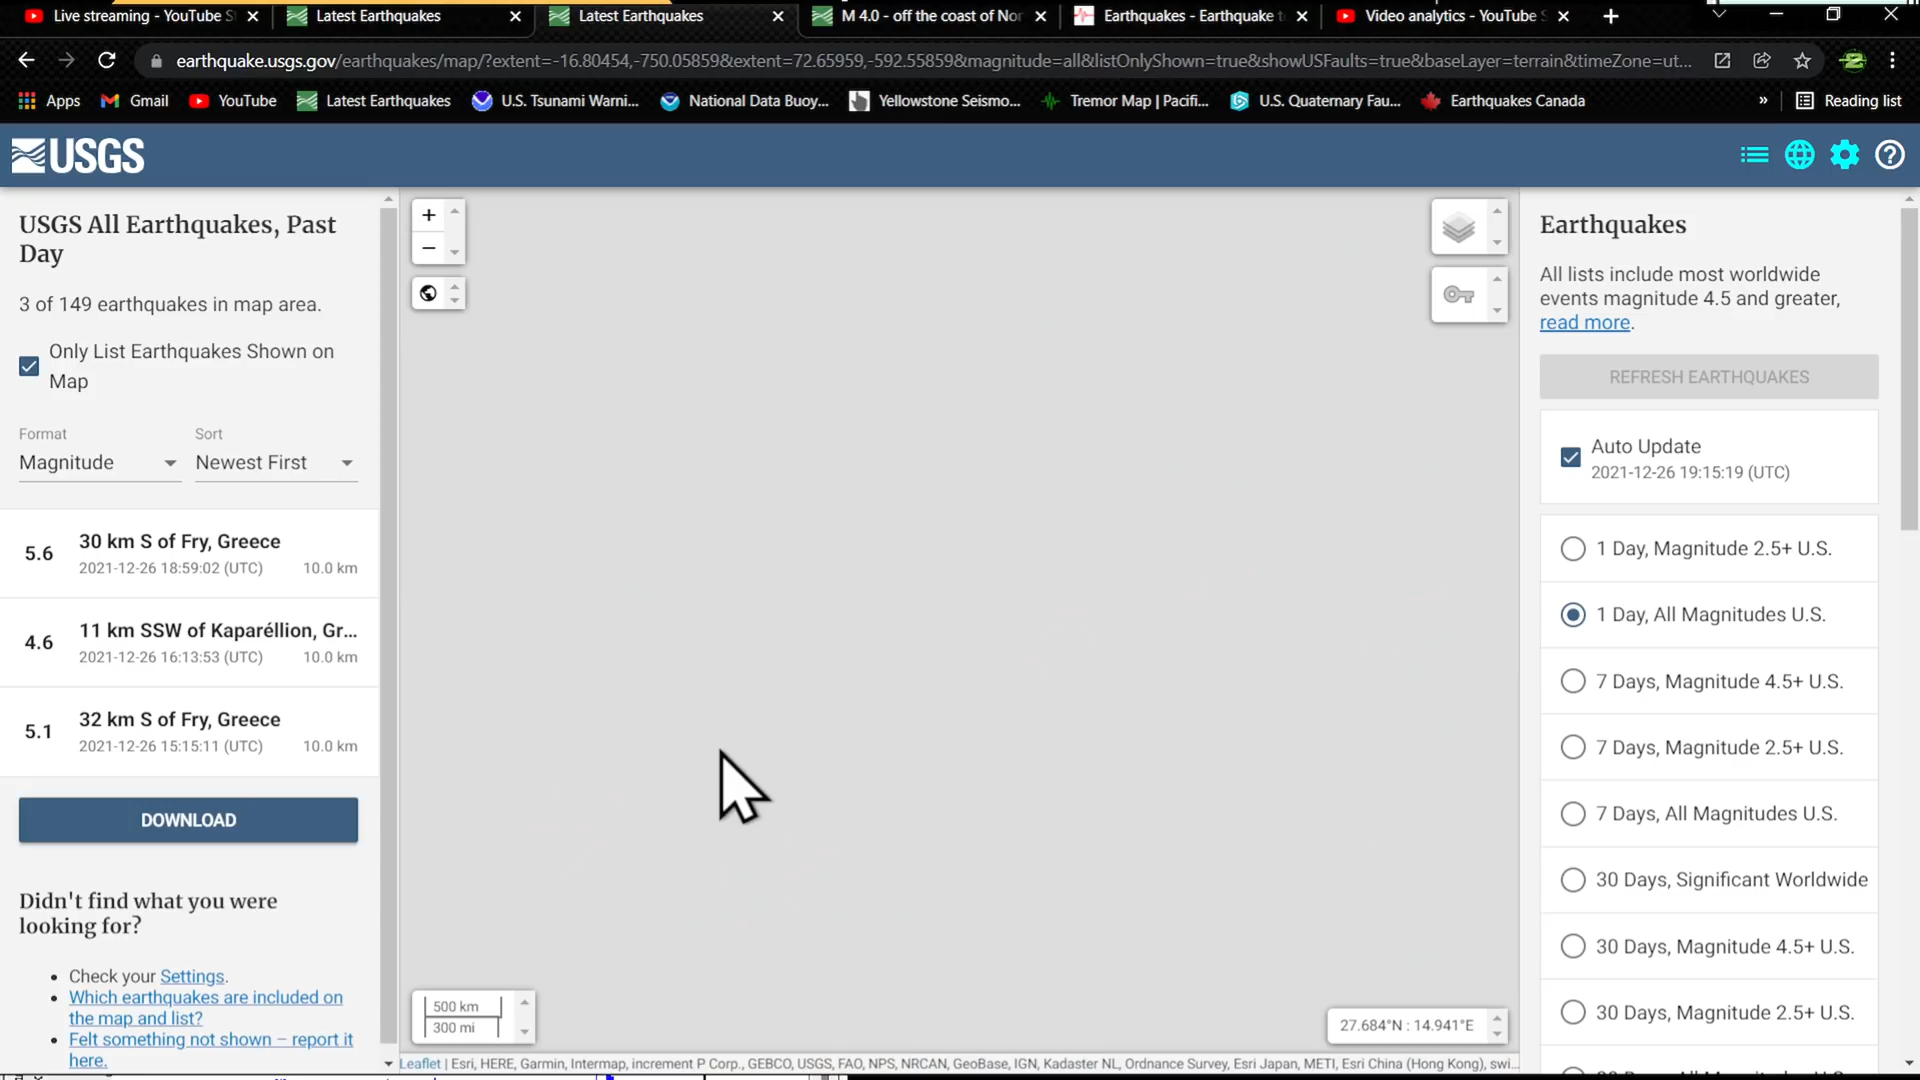 Live streaming - YouTube S
Latest Earthquakes
Latest Earthquakes
M 4.0 - off the coast of Nor
Earthquakes - Earthquake t
Video analytics - YouTube S
earthquake.usgs.gov/earthquakes/map/?extent=-16.80454,-750.05859&extent=72.65959,-592.55859&magnitude=all&listOnlyShown=true&showUSFaults=true&baseLayer=terrain&timeZone=ut...
Apps
Gmail
YouTube
Latest Earthquakes
U.S. Tsunami Warni...
National Data Buoy...
Yellowstone Seismo...
Tremor Map | Pacifi...
U.S. Quaternary Fau...
Earthquakes Canada
»
Reading list
USGS
USGS All Earthquakes, Past
Day
3 of 149 earthquakes in map area.
Only List Earthquakes Shown on
Map
Format
Sort
Magnitude
Newest First
5.6
30 km S of Fry, Greece
2021-12-26 18:59:02 (UTC)
10.0 km
4.6
11 km SSW of Kaparéllion, Gr...
2021-12-26 16:13:53 (UTC)
10.0 km
5.1
32 km S of Fry, Greece
2021-12-26 15:15:11 (UTC)
10.0 km
DOWNLOAD
Didn't find what you were
looking for?
• Check your Settings.
• Which earthquakes are included on
the map and list?
• Felt something not shown – report it
here.
+
−
500 km
300 mi
27.684°N : 14.941°E
Leaflet | Esri, HERE, Garmin, Intermap, increment P Corp., GEBCO, USGS, FAO, NPS, NRCAN, GeoBase, IGN, Kadaster NL, Ordnance Survey, Esri Japan, METI, Esri China (Hong Kong), swi...
Earthquakes
All lists include most worldwide
events magnitude 4.5 and greater,
read more.
REFRESH EARTHQUAKES
Auto Update
2021-12-26 19:15:19 (UTC)
1 Day, Magnitude 2.5+ U.S.
1 Day, All Magnitudes U.S.
7 Days, Magnitude 4.5+ U.S.
7 Days, Magnitude 2.5+ U.S.
7 Days, All Magnitudes U.S.
30 Days, Significant Worldwide
30 Days, Magnitude 4.5+ U.S.
30 Days, Magnitude 2.5+ U.S.